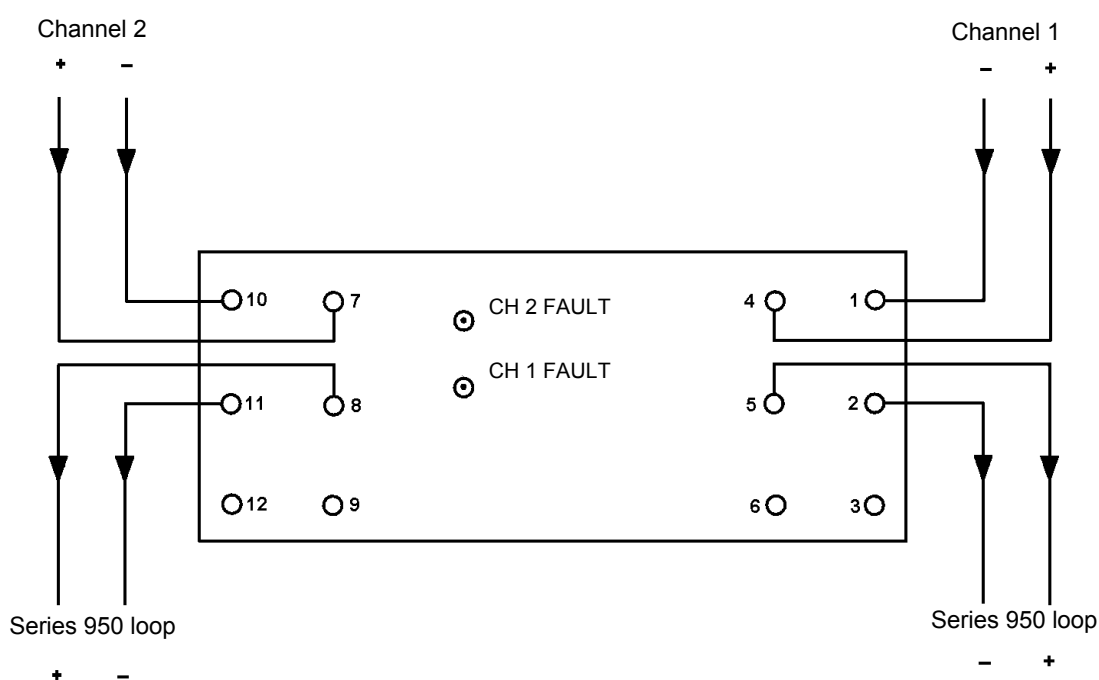 Channel 2
Channel 1
+ –
– +
10 7
CH 2 FAULT
4 1
CH 1 FAULT
11 8
5 2
12 9
6 3
Series 950 loop
Series 950 loop
+ –
– +